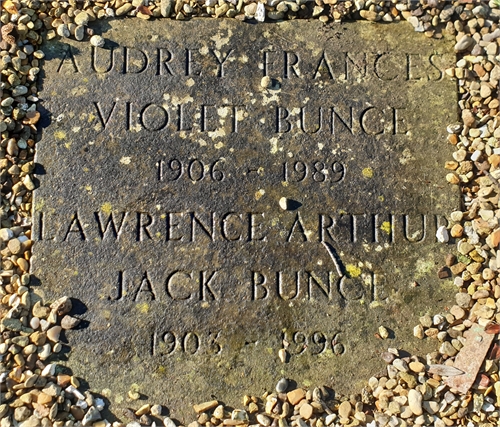 AUDREY FRANCES
VIOLET BUNCE
1906 - 1989
LAWRENCE ARTHUR
JACK BUNCE
1903 - 1996